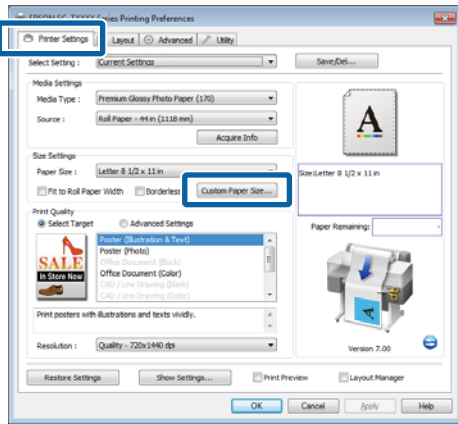 EPSON SC-TXXXX Series Printing Preferences
Printer Settings Layout Advanced Utility
Select Setting : Current Settings Save/Del...
Media Settings
Media Type : Premium Glossy Photo Paper (170)
Source : Roll Paper - 44 in (1118 mm)
Acquire Info
Size Settings
Paper Size : Letter 8 1/2 x 11 in
Fit to Roll Paper Width Borderless Custom Paper Size...
A
Size:Letter 8 1/2 x 11 in
Print Quality
Select Target Advanced Settings
Paper Remaining: -
SALE
In Store Now
Poster (Illustration & Text)
Poster (Photo)
Office Document (Black)
Office Document (Color)
CAD / Line Drawing (Black)
CAD / Line Drawing (Color)
Print posters with illustrations and texts vividly.
Resolution : Quality - 720x1440 dpi
Version 7.00
Restore Settings Show Settings... Print Preview Layout Manager
OK Cancel Apply Help